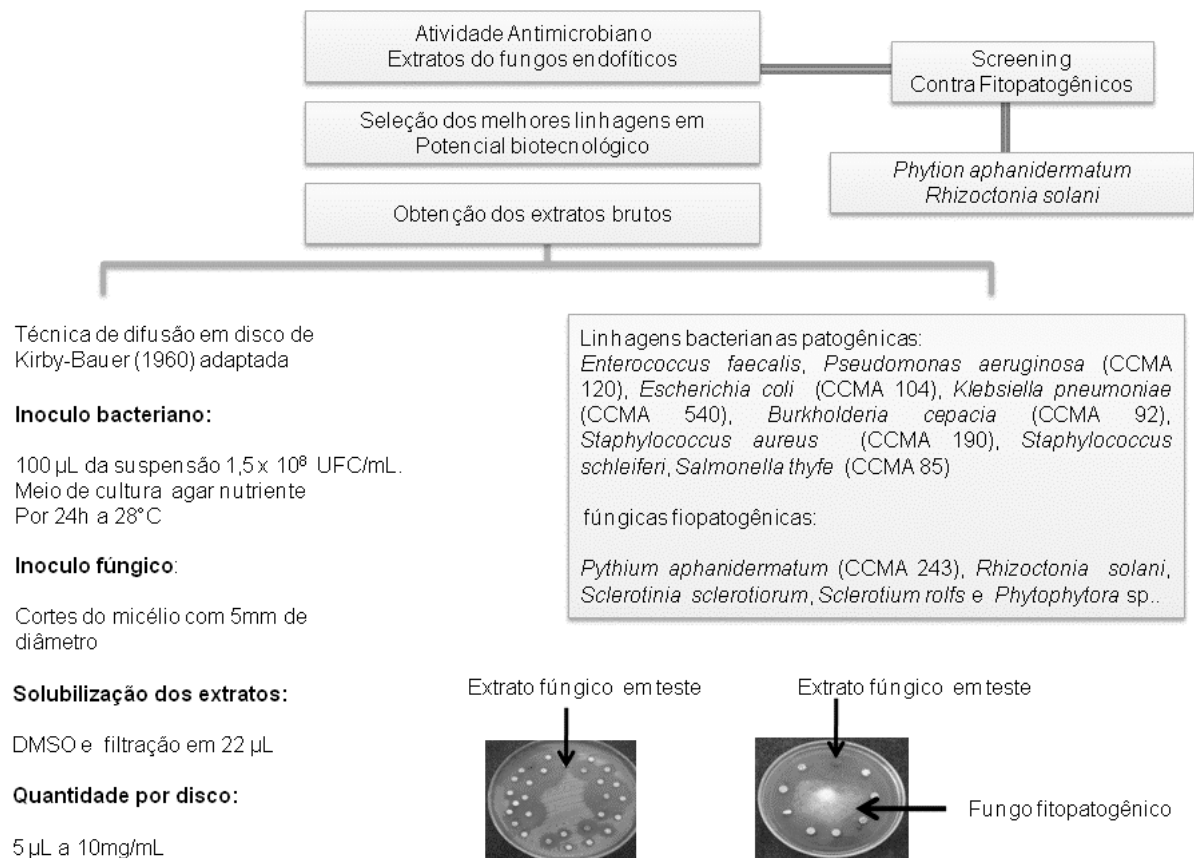 Atividade Antimicrobiano
Extratos do fungos endofíticos
Screening
Contra Fitopatogênicos
Seleção dos melhores linhagens em
Potencial biotecnológico
Phytion aphanidermatum
Rhizoctonia solani
Obtenção dos extratos brutos
Técnica de difusão em disco de
Kirby-Bauer (1960) adaptada
Inoculo bacteriano:
100 µL da suspensão 1,5 x 10⁸ UFC/mL.
Meio de cultura agar nutriente
Por 24h a 28°C
Inoculo fúngico:
Cortes do micélio com 5mm de
diâmetro
Solubilização dos extratos:
DMSO e filtração em 22 µL
Quantidade por disco:
5 µL a 10mg/mL
Linhagens bacterianas patogênicas:
Enterococcus faecalis, Pseudomonas aeruginosa (CCMA
120), Escherichia coli (CCMA 104), Klebsiella pneumoniae
(CCMA 540), Burkholderia cepacia (CCMA 92),
Staphylococcus aureus (CCMA 190), Staphylococcus
schleiferi, Salmonella thyfe (CCMA 85)
fúngicas fiopatogênicas:
Pythium aphanidermatum (CCMA 243), Rhizoctonia solani,
Sclerotinia sclerotiorum, Sclerotium rolfs e Phytophytora sp..
Extrato fúngico em teste
Extrato fúngico em teste
Fungo fitopatogênico